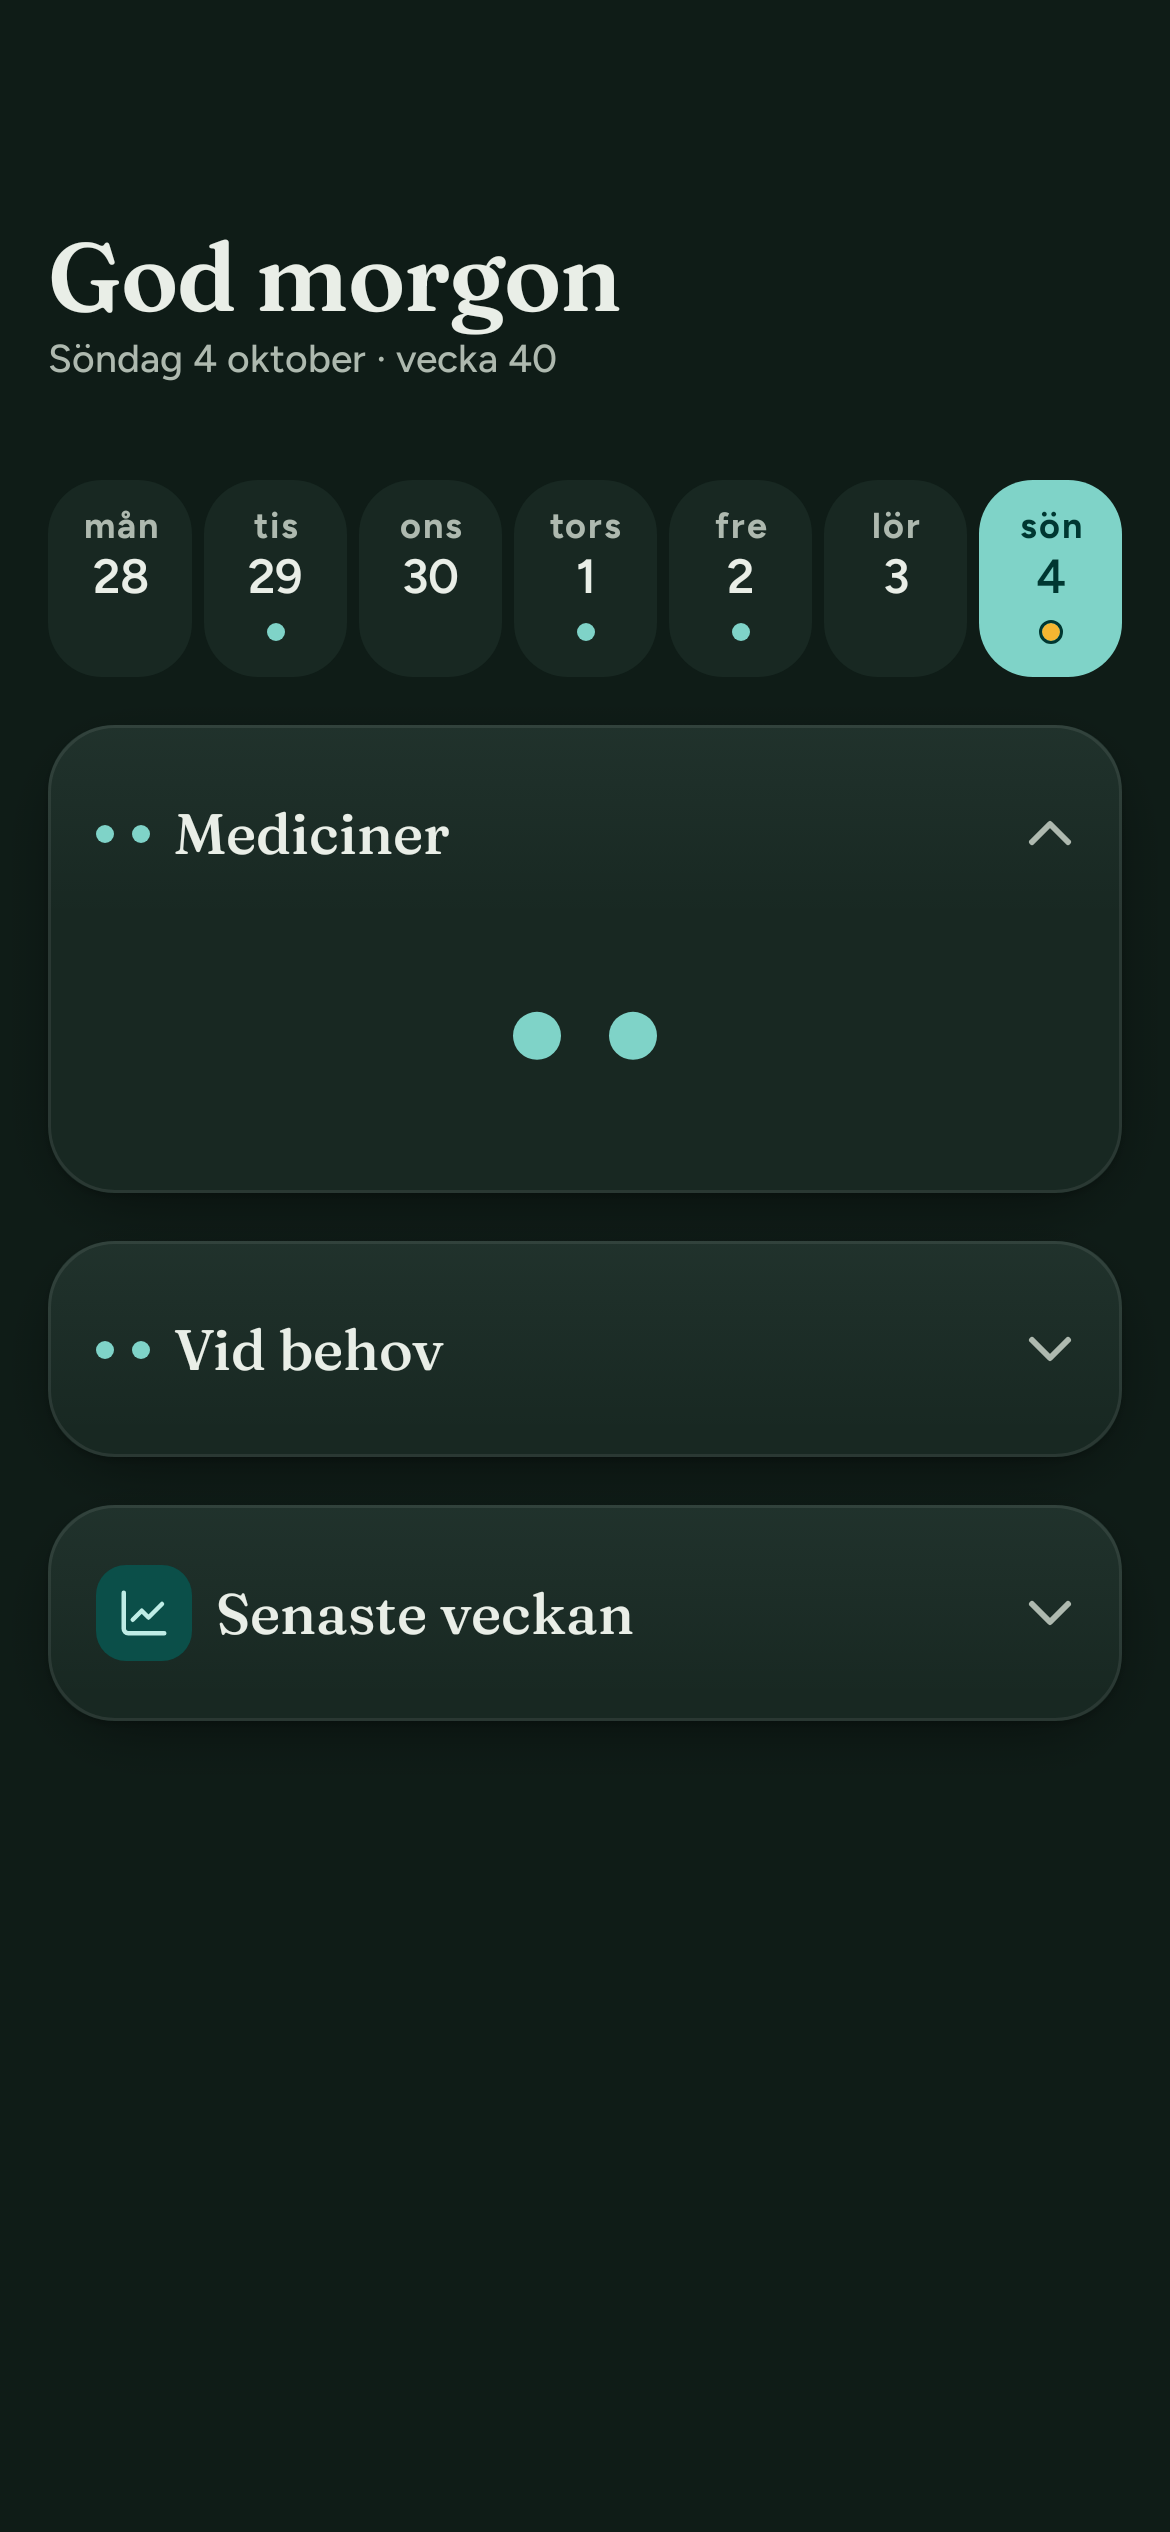 God morgon
Söndag 4 oktober · vecka 40
mån tis ons tors fre lör sön
28 29 30 1 2 3 4
Mediciner
Vid behov
Senaste veckan